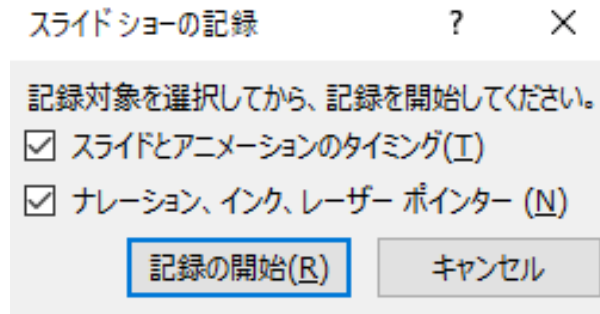 スライド ショーの記録 ? ×
記録対象を選択してから、記録を開始してください。
スライドとアニメーションのタイミング(T)
ナレーション、インク、レーザー ポインター (N)
記録の開始(R) キャンセル